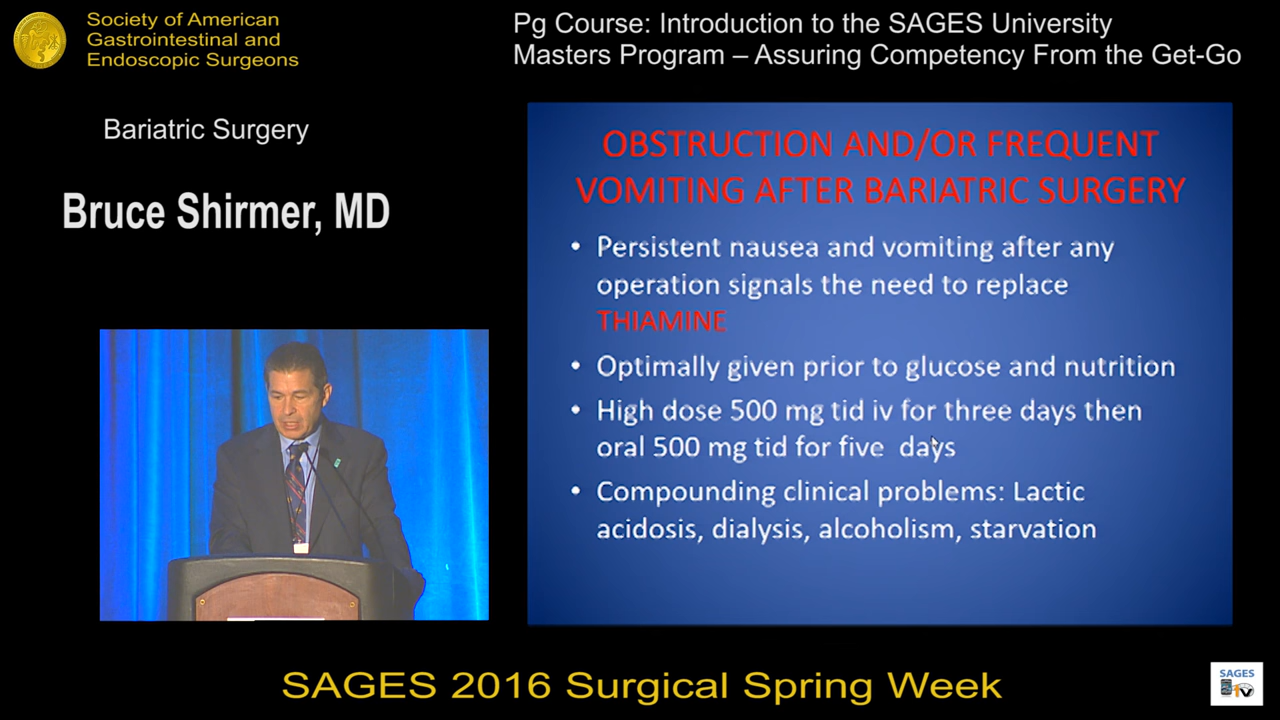 Society of American
Gastrointestinal and
Endoscopic Surgeons
Pg Course: Introduction to the SAGES University
Masters Program – Assuring Competency From the Get-Go
Bariatric Surgery
Bruce Shirmer, MD
OBSTRUCTION AND/OR FREQUENT
VOMITING AFTER BARIATRIC SURGERY
• Persistent nausea and vomiting after any
operation signals the need to replace
THIAMINE
• Optimally given prior to glucose and nutrition
• High dose 500 mg tid iv for three days then
oral 500 mg tid for five days
• Compounding clinical problems: Lactic
acidosis, dialysis, alcoholism, starvation
SAGES 2016 Surgical Spring Week
SAGES
tv